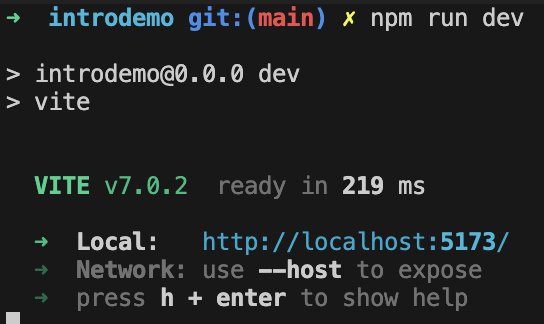 ➜  introdemo git:(main) ✗ npm run dev
> introdemo@0.0.0 dev
> vite
VITE v7.0.2  ready in 219 ms
➜  Local:   http://localhost:5173/
➜  Network: use --host to expose
➜  press h + enter to show help